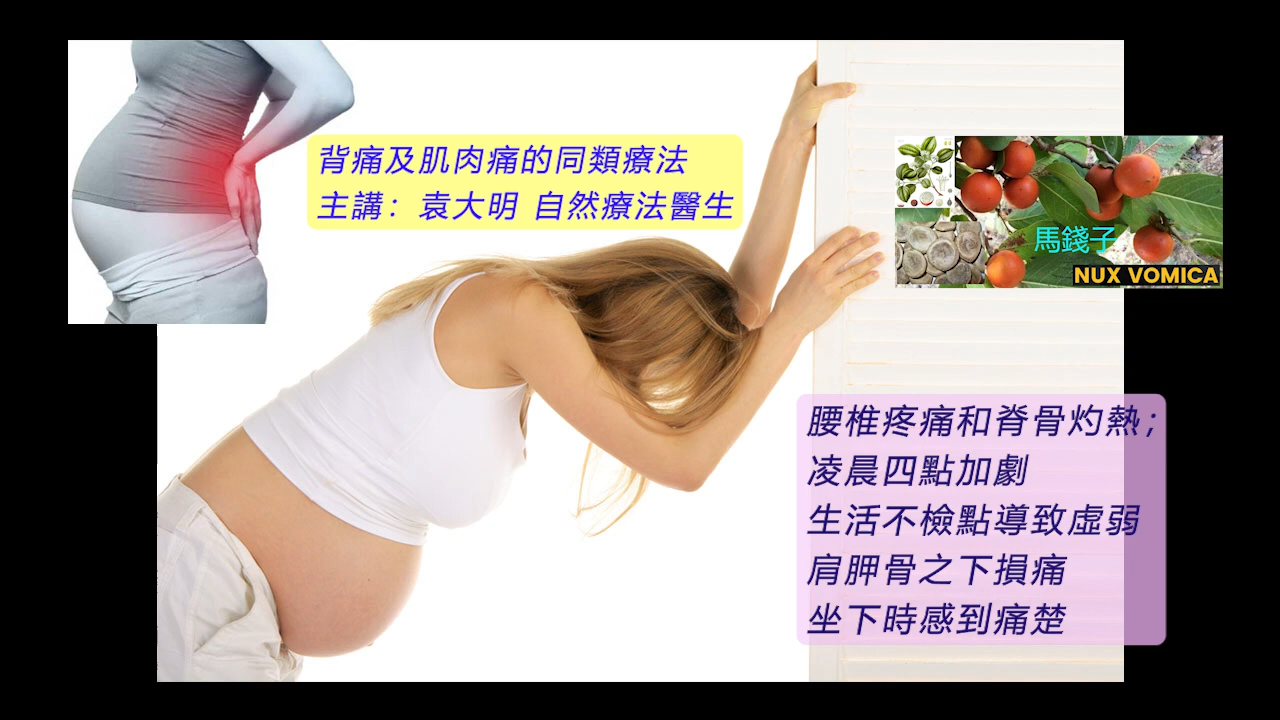 背痛及肌肉痛的同類療法
主講：袁大明 自然療法醫生
馬錢子
NUX VOMICA
腰椎疼痛和脊骨灼熱；
凌晨四點加劇
生活不檢點導致虛弱
肩胛骨之下損痛
坐下時感到痛楚